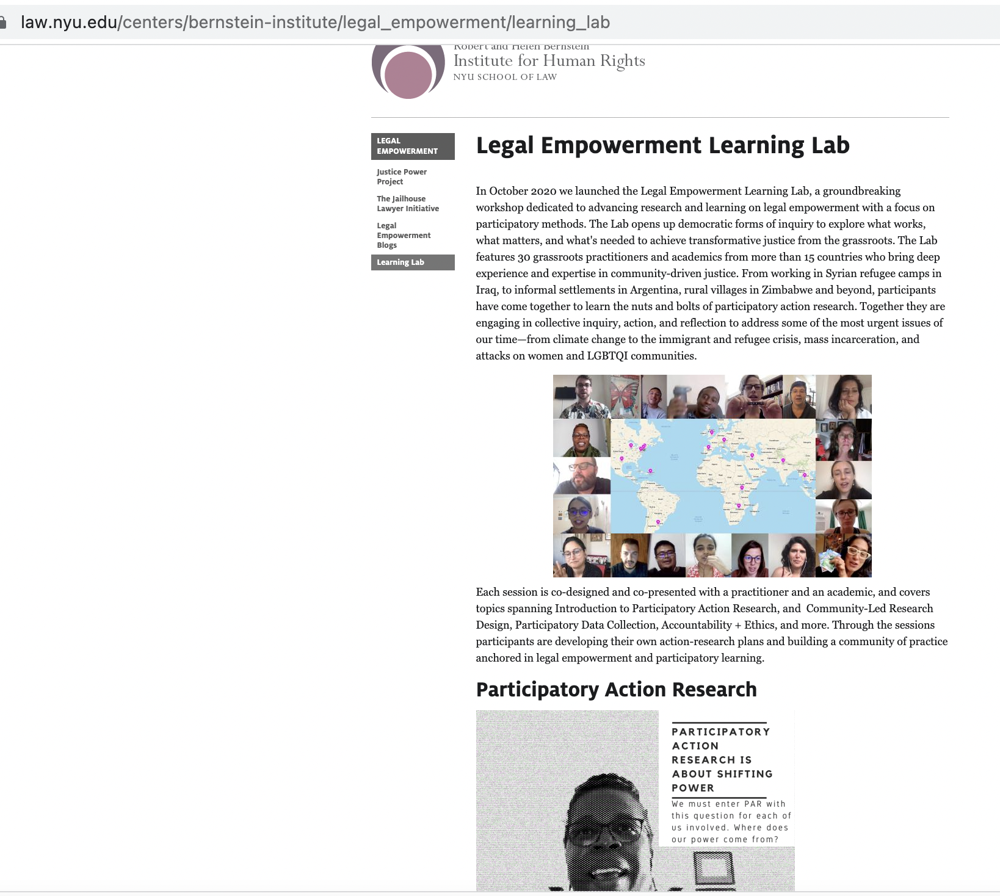 law.nyu.edu/centers/bernstein-institute/legal_empowerment/learning_lab
Robert and Helen Bernstein
Institute for Human Rights
NYU SCHOOL OF LAW
LEGAL
EMPOWERMENT
Justice Power
Project
The Jailhouse
Lawyer Initiative
Legal
Empowerment
Blogs
Learning Lab
Legal Empowerment Learning Lab
In October 2020 we launched the Legal Empowerment Learning Lab, a groundbreaking
workshop dedicated to advancing research and learning on legal empowerment with a focus on
participatory methods. The Lab opens up democratic forms of inquiry to explore what works,
what matters, and what's needed to achieve transformative justice from the grassroots. The Lab
features 30 grassroots practitioners and academics from more than 15 countries who bring deep
experience and expertise in community-driven justice. From working in Syrian refugee camps in
Iraq, to informal settlements in Argentina, rural villages in Zimbabwe and beyond, participants
have come together to learn the nuts and bolts of participatory action research. Together they are
engaging in collective inquiry, action, and reflection to address some of the most urgent issues of
our time—from climate change to the immigrant and refugee crisis, mass incarceration, and
attacks on women and LGBTQI communities.
Each session is co-designed and co-presented with a practitioner and an academic, and covers
topics spanning Introduction to Participatory Action Research, and  Community-Led Research
Design, Participatory Data Collection, Accountability + Ethics, and more. Through the sessions
participants are developing their own action-research plans and building a community of practice
anchored in legal empowerment and participatory learning.
Participatory Action Research
PARTICIPATORY
ACTION
RESEARCH IS
ABOUT SHIFTING
POWER
We must enter PAR with
this question for each of
us involved. Where does
our power come from?